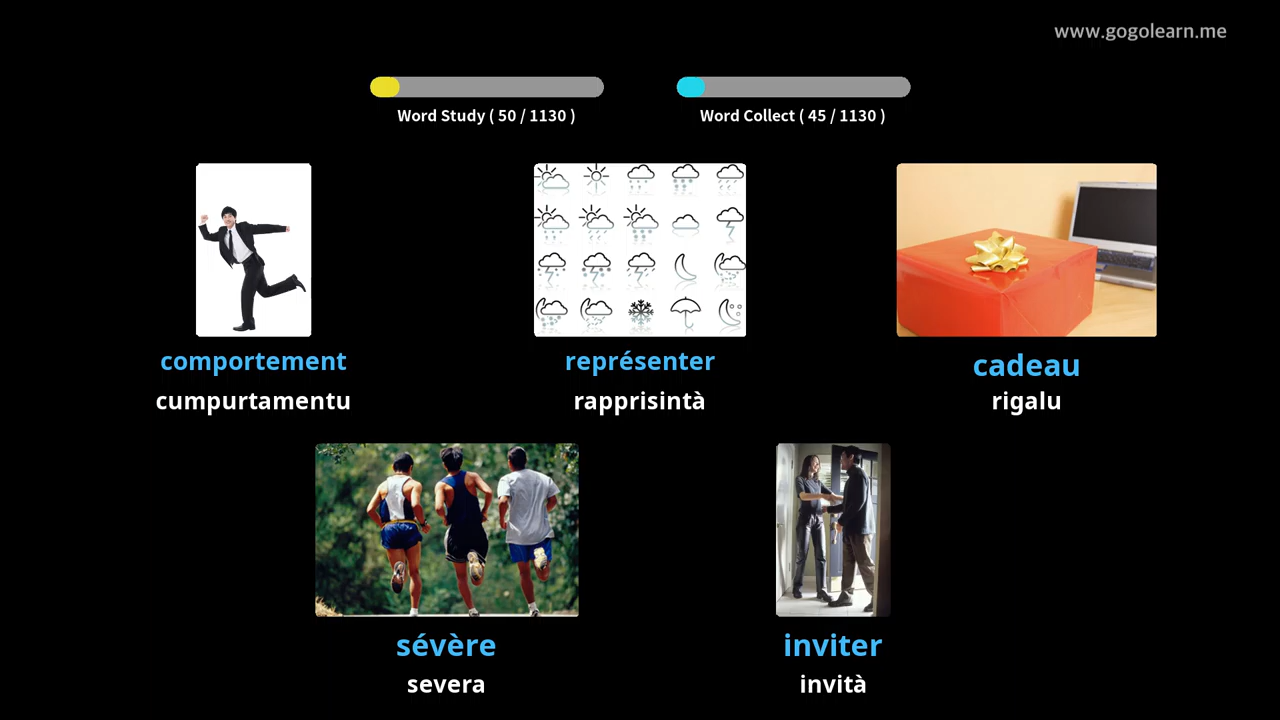 www.gogolearn.me
Word Study ( 50 / 1130 )
Word Collect ( 45 / 1130 )
comportement
cumpurtamentu
représenter
rapprisintà
cadeau
rigalu
sévère
severa
inviter
invità